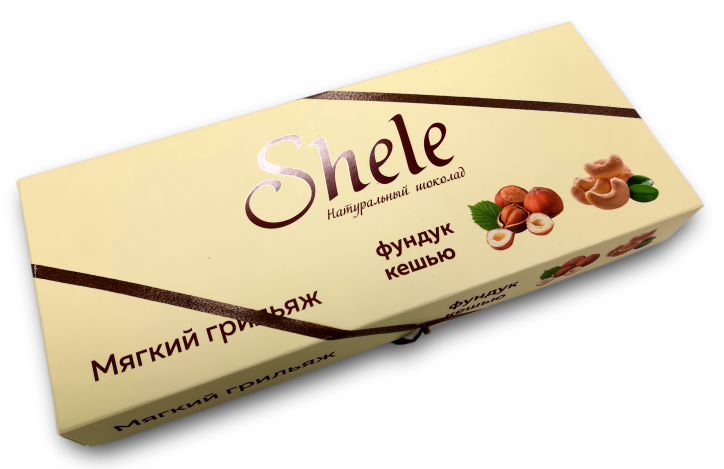 Shele
Натуральный шоколад
фундук
кешью
Мягкий грильяж
фундук
кешью
Мягкий грильяж